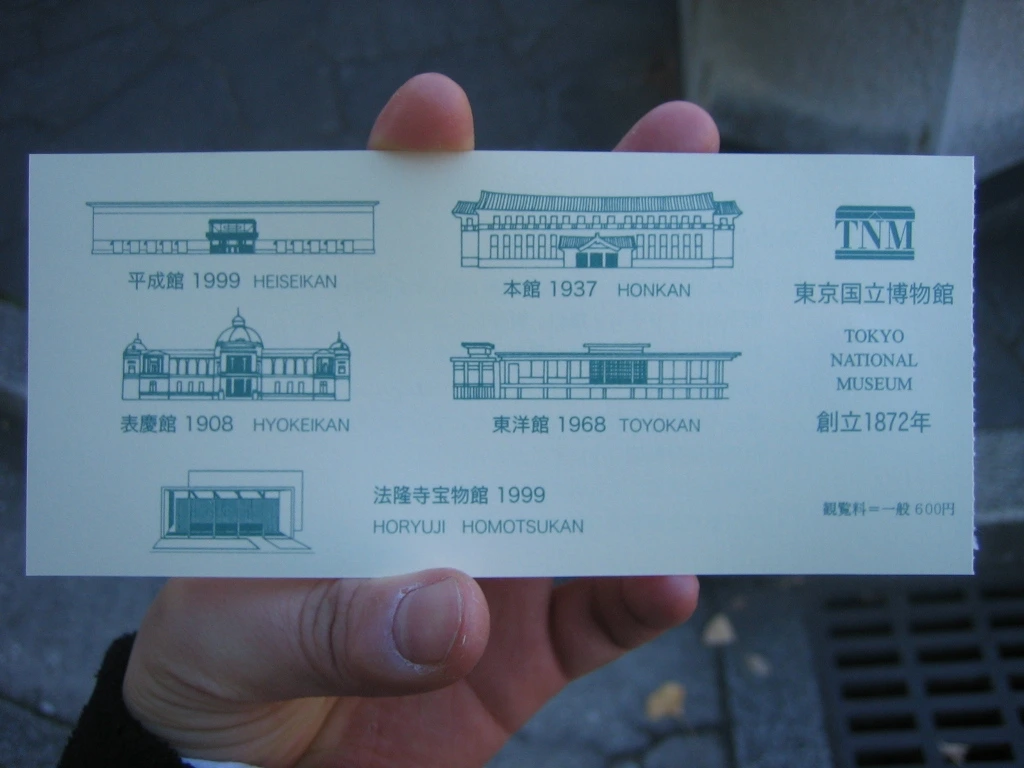 平成館 1999 HEISEIKAN
本館 1937 HONKAN
表慶館 1908 HYOKEIKAN
東洋館 1968 TOYOKAN
法隆寺宝物館 1999
HORYUJI HOMOTSUKAN
TNM
東京国立博物館
TOKYO
NATIONAL
MUSEUM
創立1872年
観覧料=一般 600円